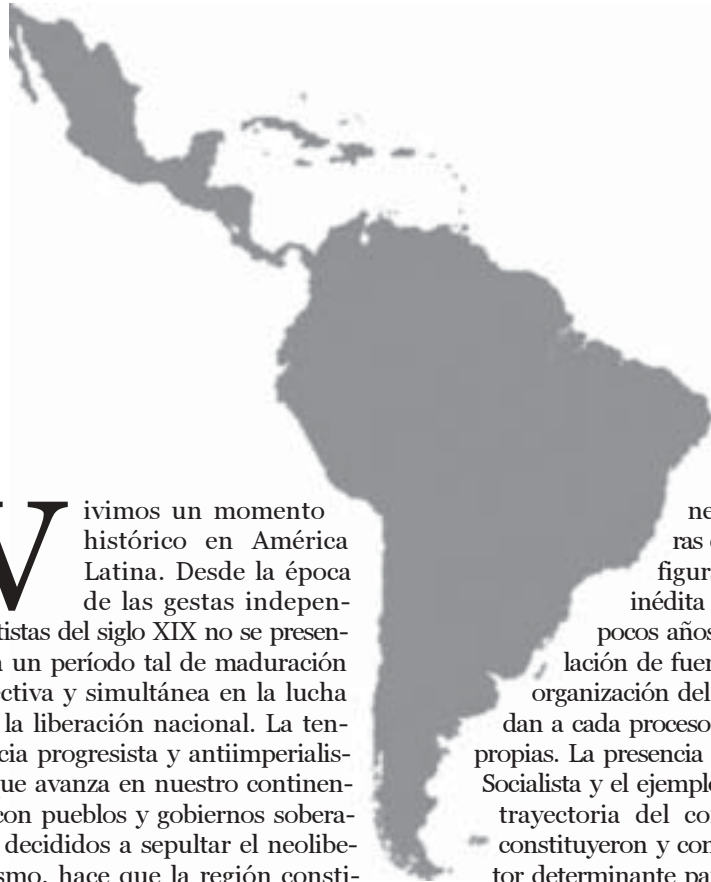 Vivimos un momento
histórico en América
Latina. Desde la época
de las gestas indepen-
tistas del siglo XIX no se presen-
un período tal de maduración
ectiva y simultánea en la lucha
la liberación nacional. La ten-
cia progresista y antiimperialis-
ue avanza en nuestro continen-
con pueblos y gobiernos sobera-
decididos a sepultar el neolibe-
smo, hace que la región consti-
ne
ras
figura
inédita
pocos años
lación de fuer
organización del
dan a cada proceso
propias. La presencia
Socialista y el ejemplo
trayectoria del co
constituyeron y con
tor determinante pa